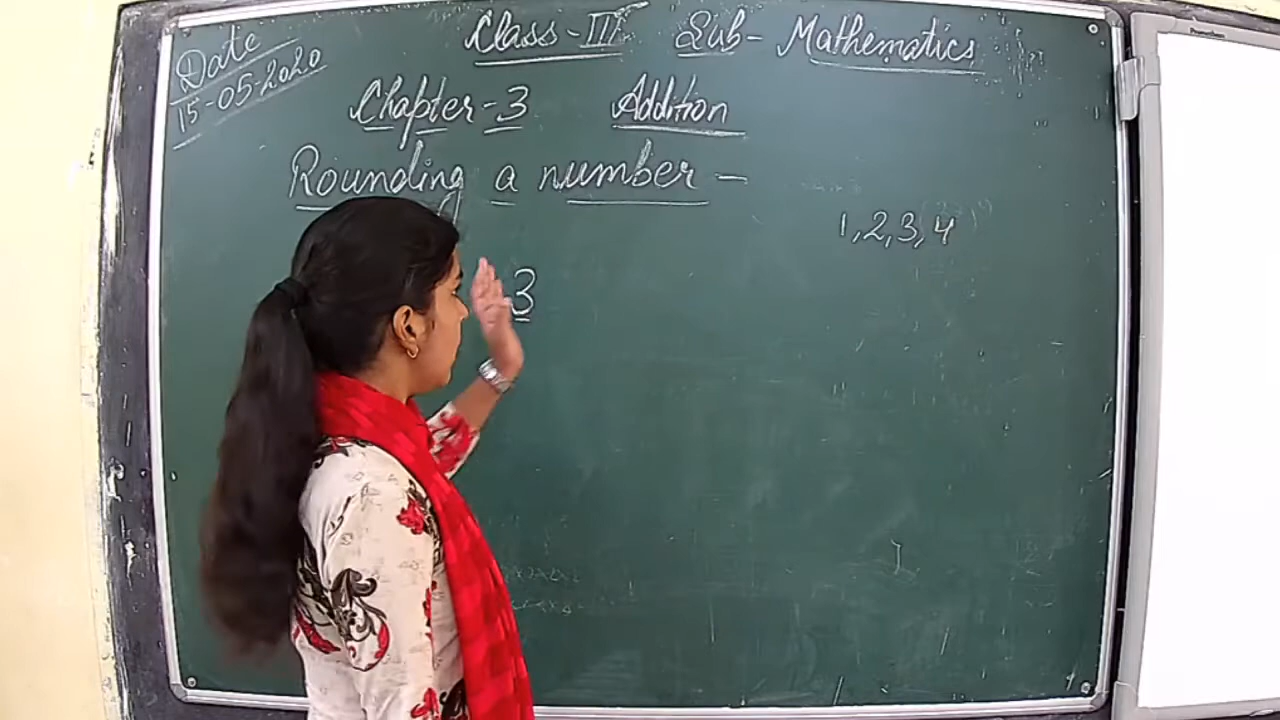 Date
15-05-2020
Class-III Sub- Mathematics
Chapter-3 Addition
Rounding a number –
1,2,3,4
3